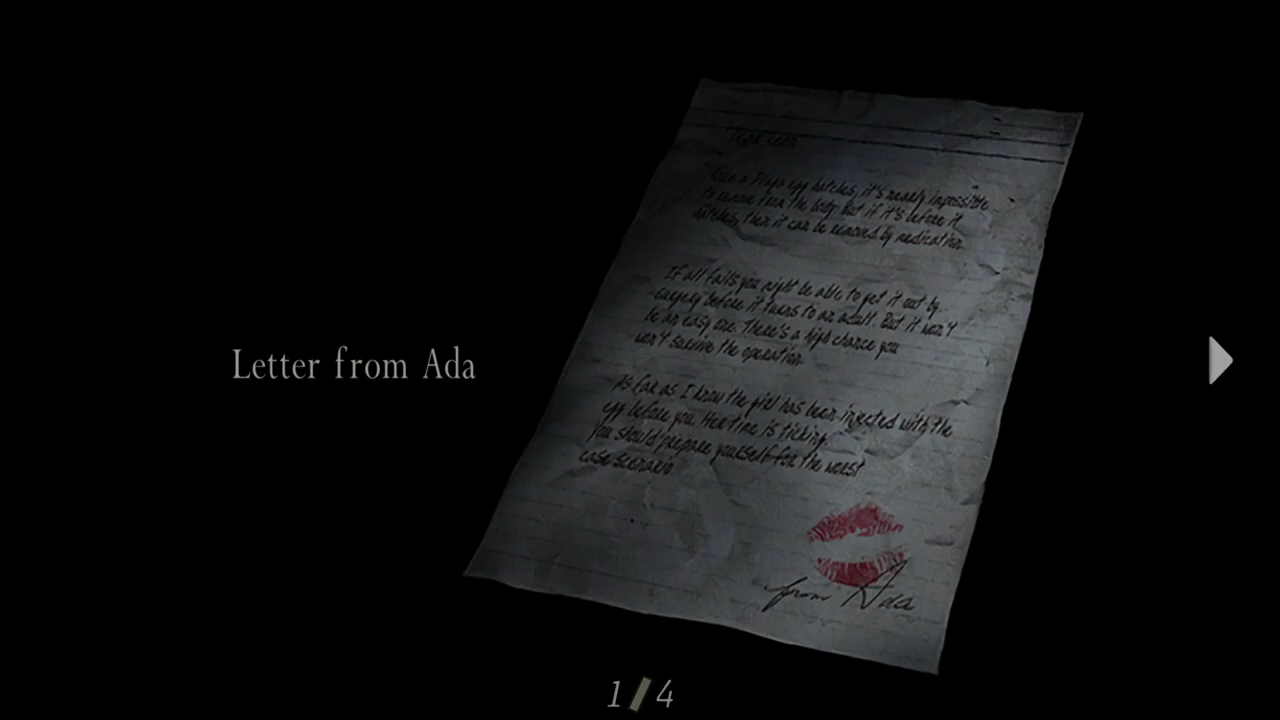 Letter from Ada
Dear Leon
Once a Plaga egg hatches, it's nearly impossible
to remove from the body. But if it's before it
hatches, then it can be removed by medication.
If all fails you might be able to get it out by
surgery before it turns to an adult. But it won't
be an easy one. There's a high chance you
won't survive the operation.
As far as I know the girl has been injected with the
egg before you. Her time is ticking.
You should prepare yourself for the worst
case scenario.
from Ada
1/4